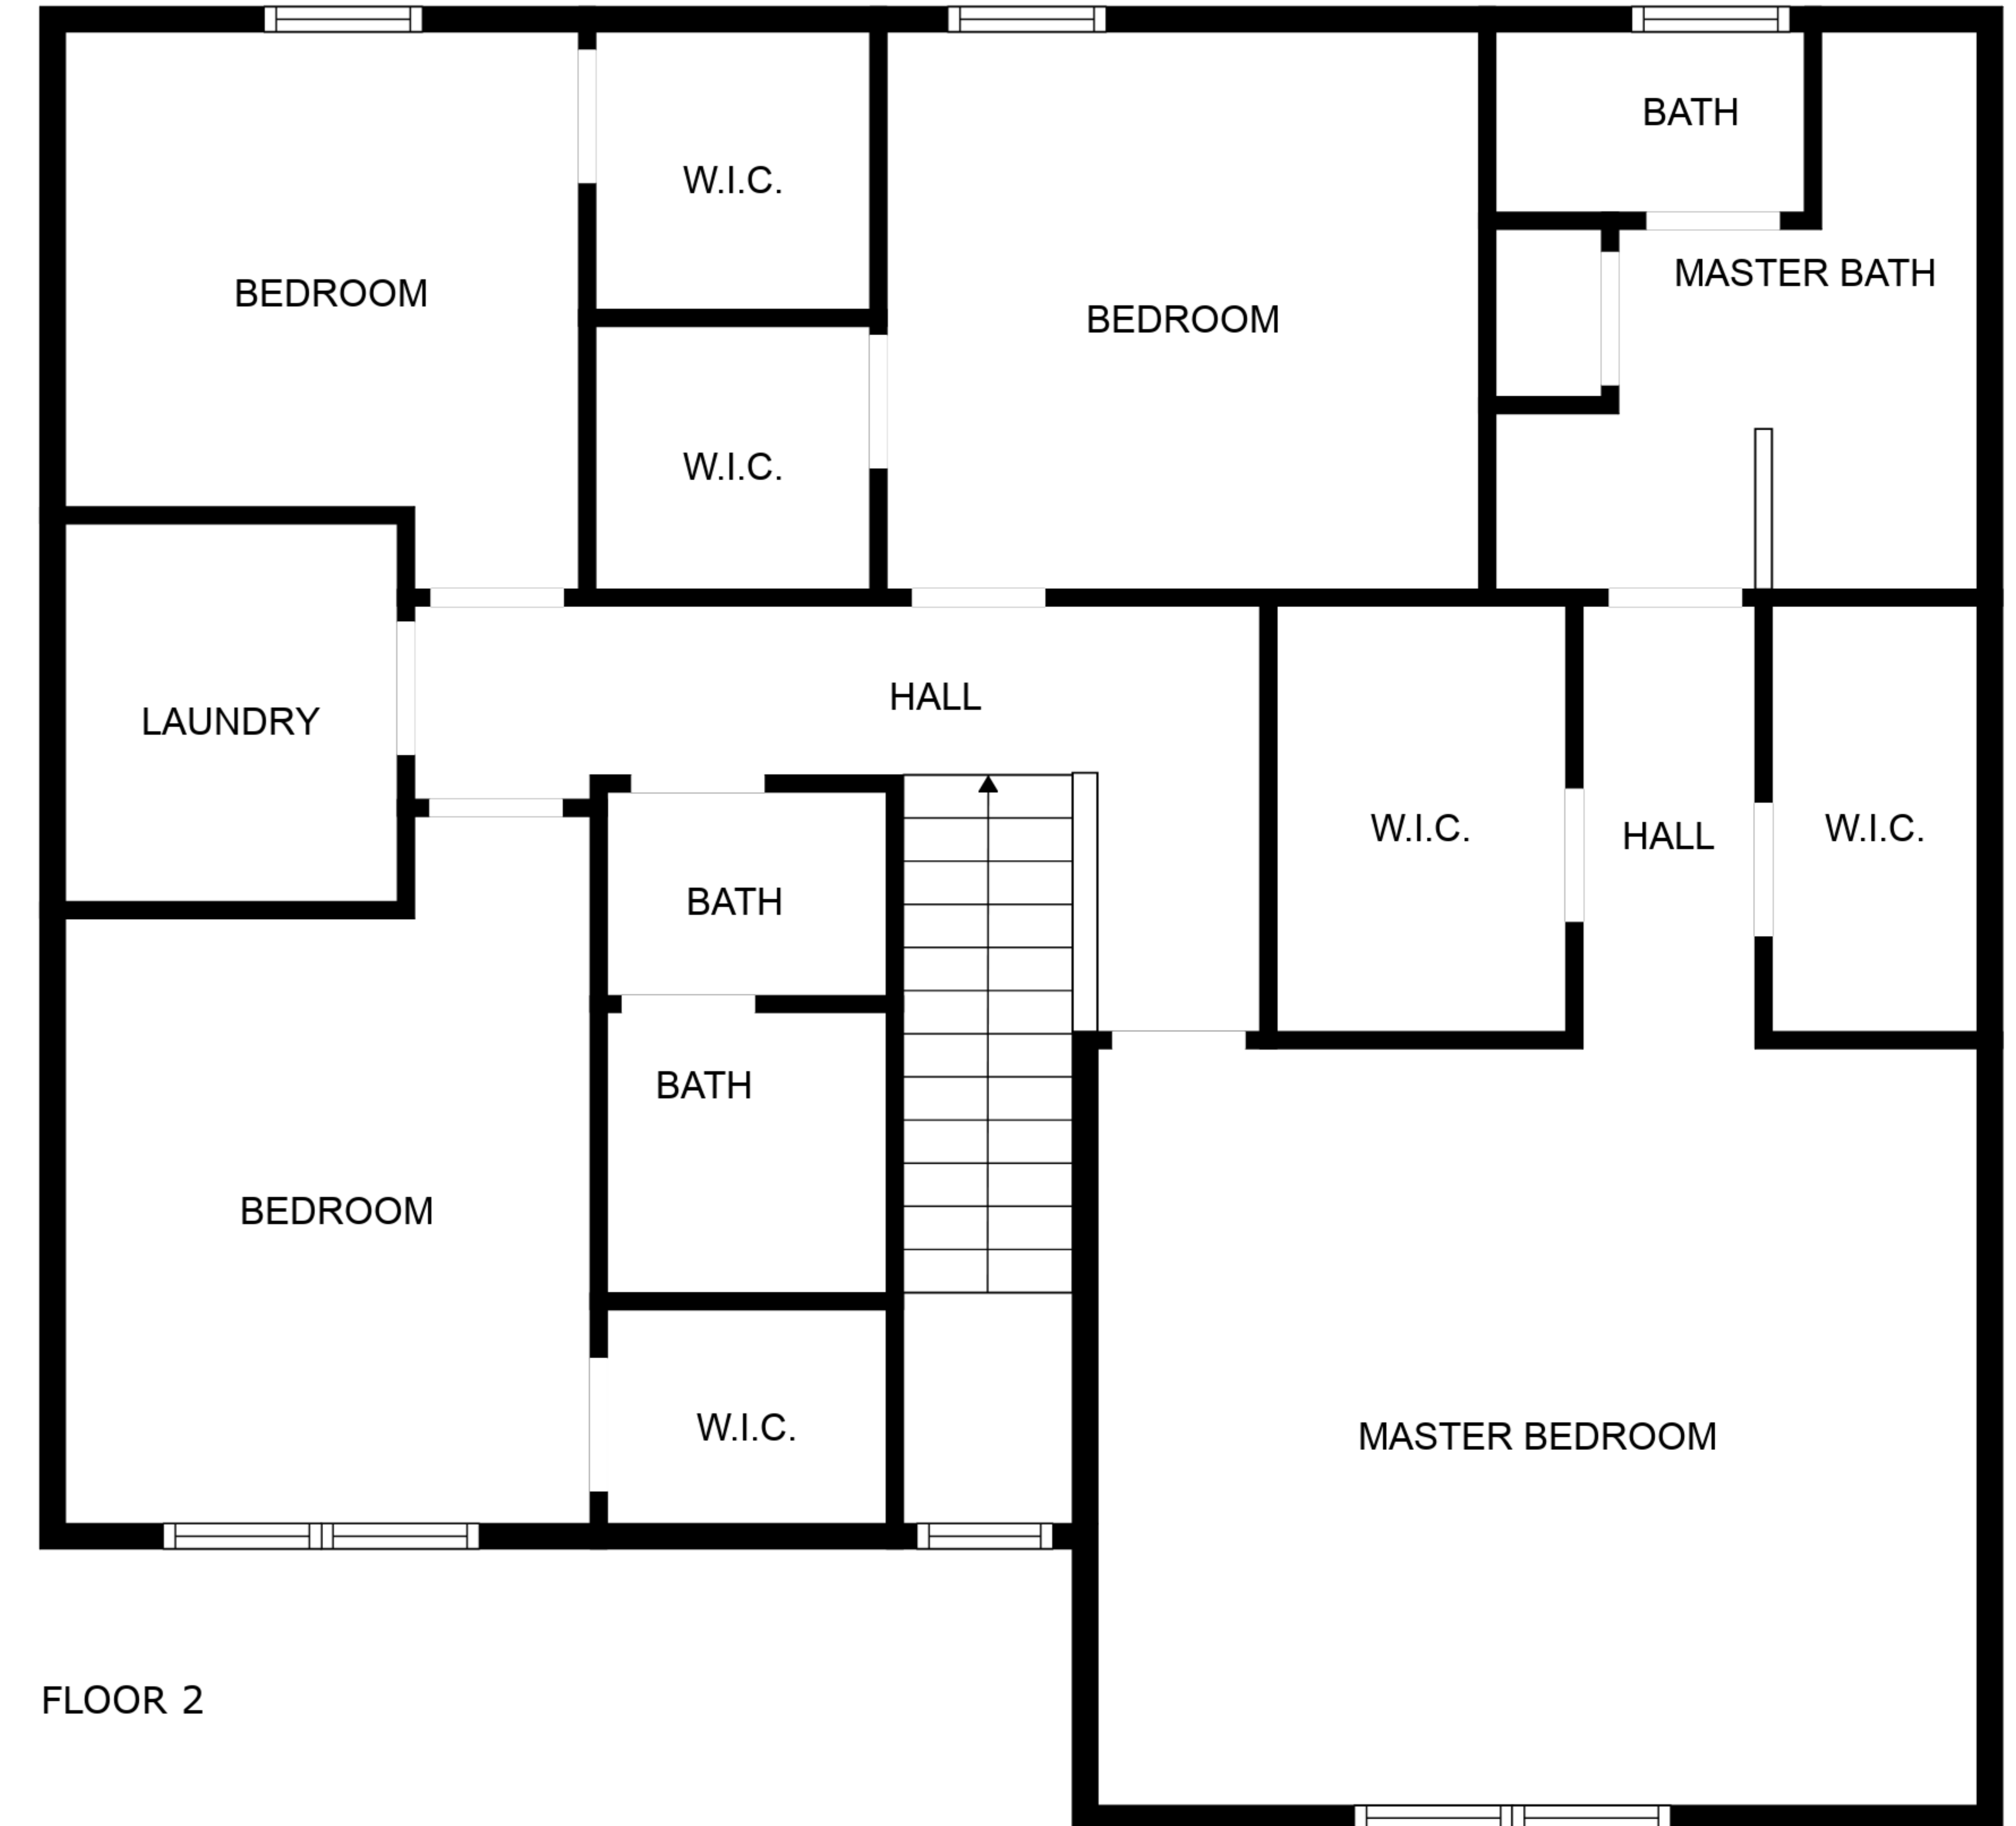 BATH
W.I.C.
MASTER BATH
BEDROOM
BEDROOM
W.I.C.
HALL
LAUNDRY
W.I.C.
HALL
W.I.C.
BATH
BATH
BEDROOM
W.I.C.
MASTER BEDROOM
FLOOR 2